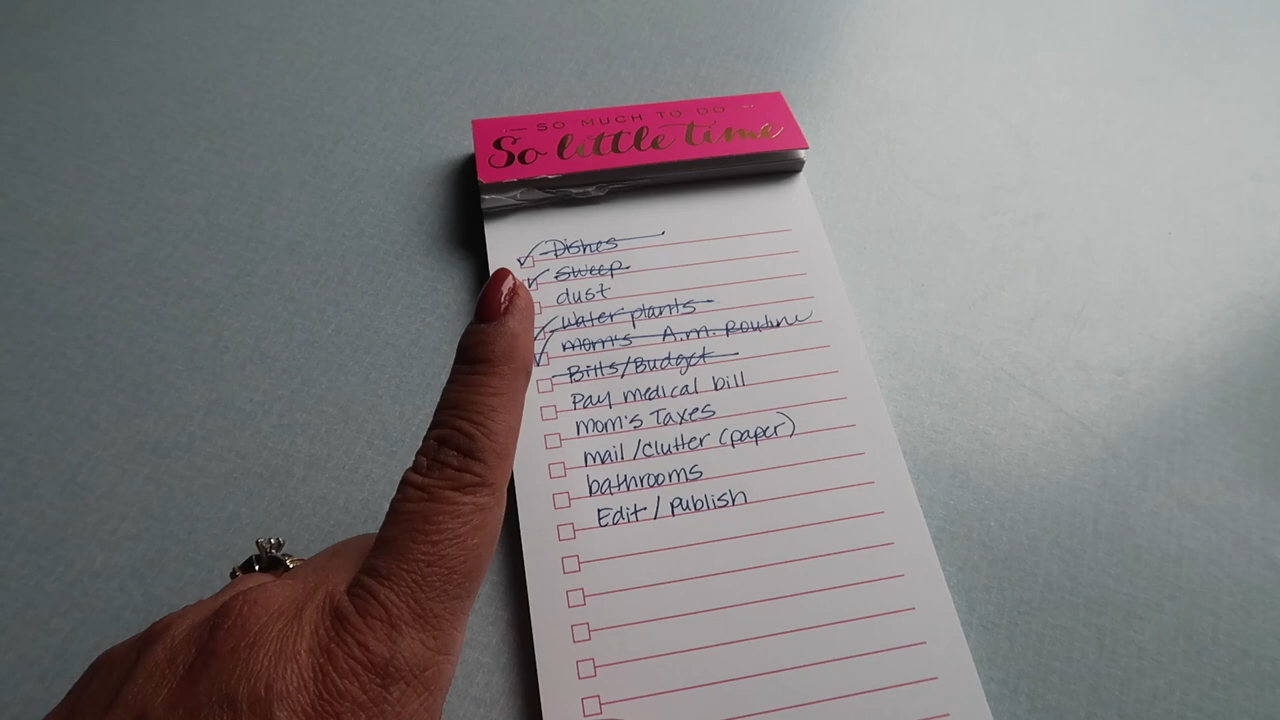 SO MUCH TO DO
So little time
Dishes
Sweep
dust
Water plants
mom's A.m. Routine
Bills/Budget
Pay medical bill
mom's Taxes
mail/clutter (paper)
bathrooms
Edit/publish